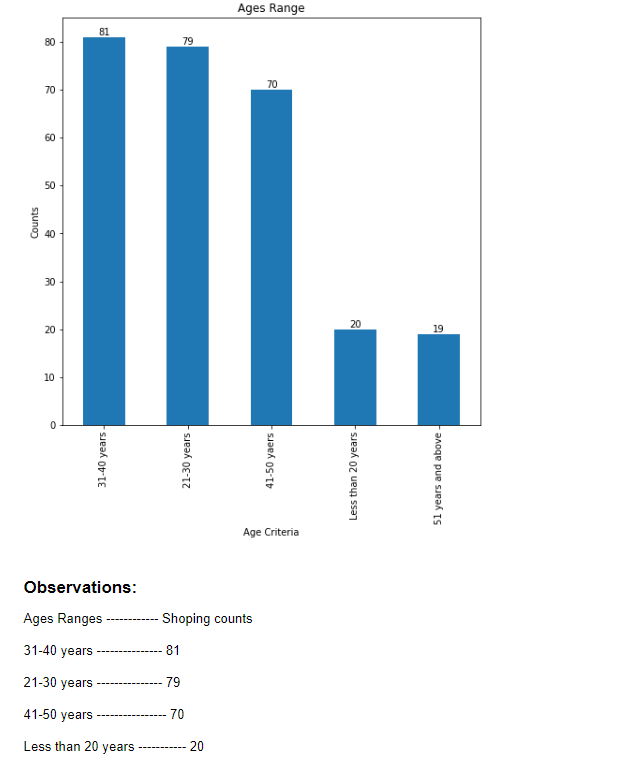 Ages Range
81
79
70
20
19
80
70
60
50
40
30
20
10
0
Counts
31-40 years
21-30 years
41-50 yaers
Less than 20 years
51 years and above
Age Criteria
Observations:
Ages Ranges ------------ Shoping counts
31-40 years --------------- 81
21-30 years --------------- 79
41-50 years ---------------- 70
Less than 20 years ----------- 20